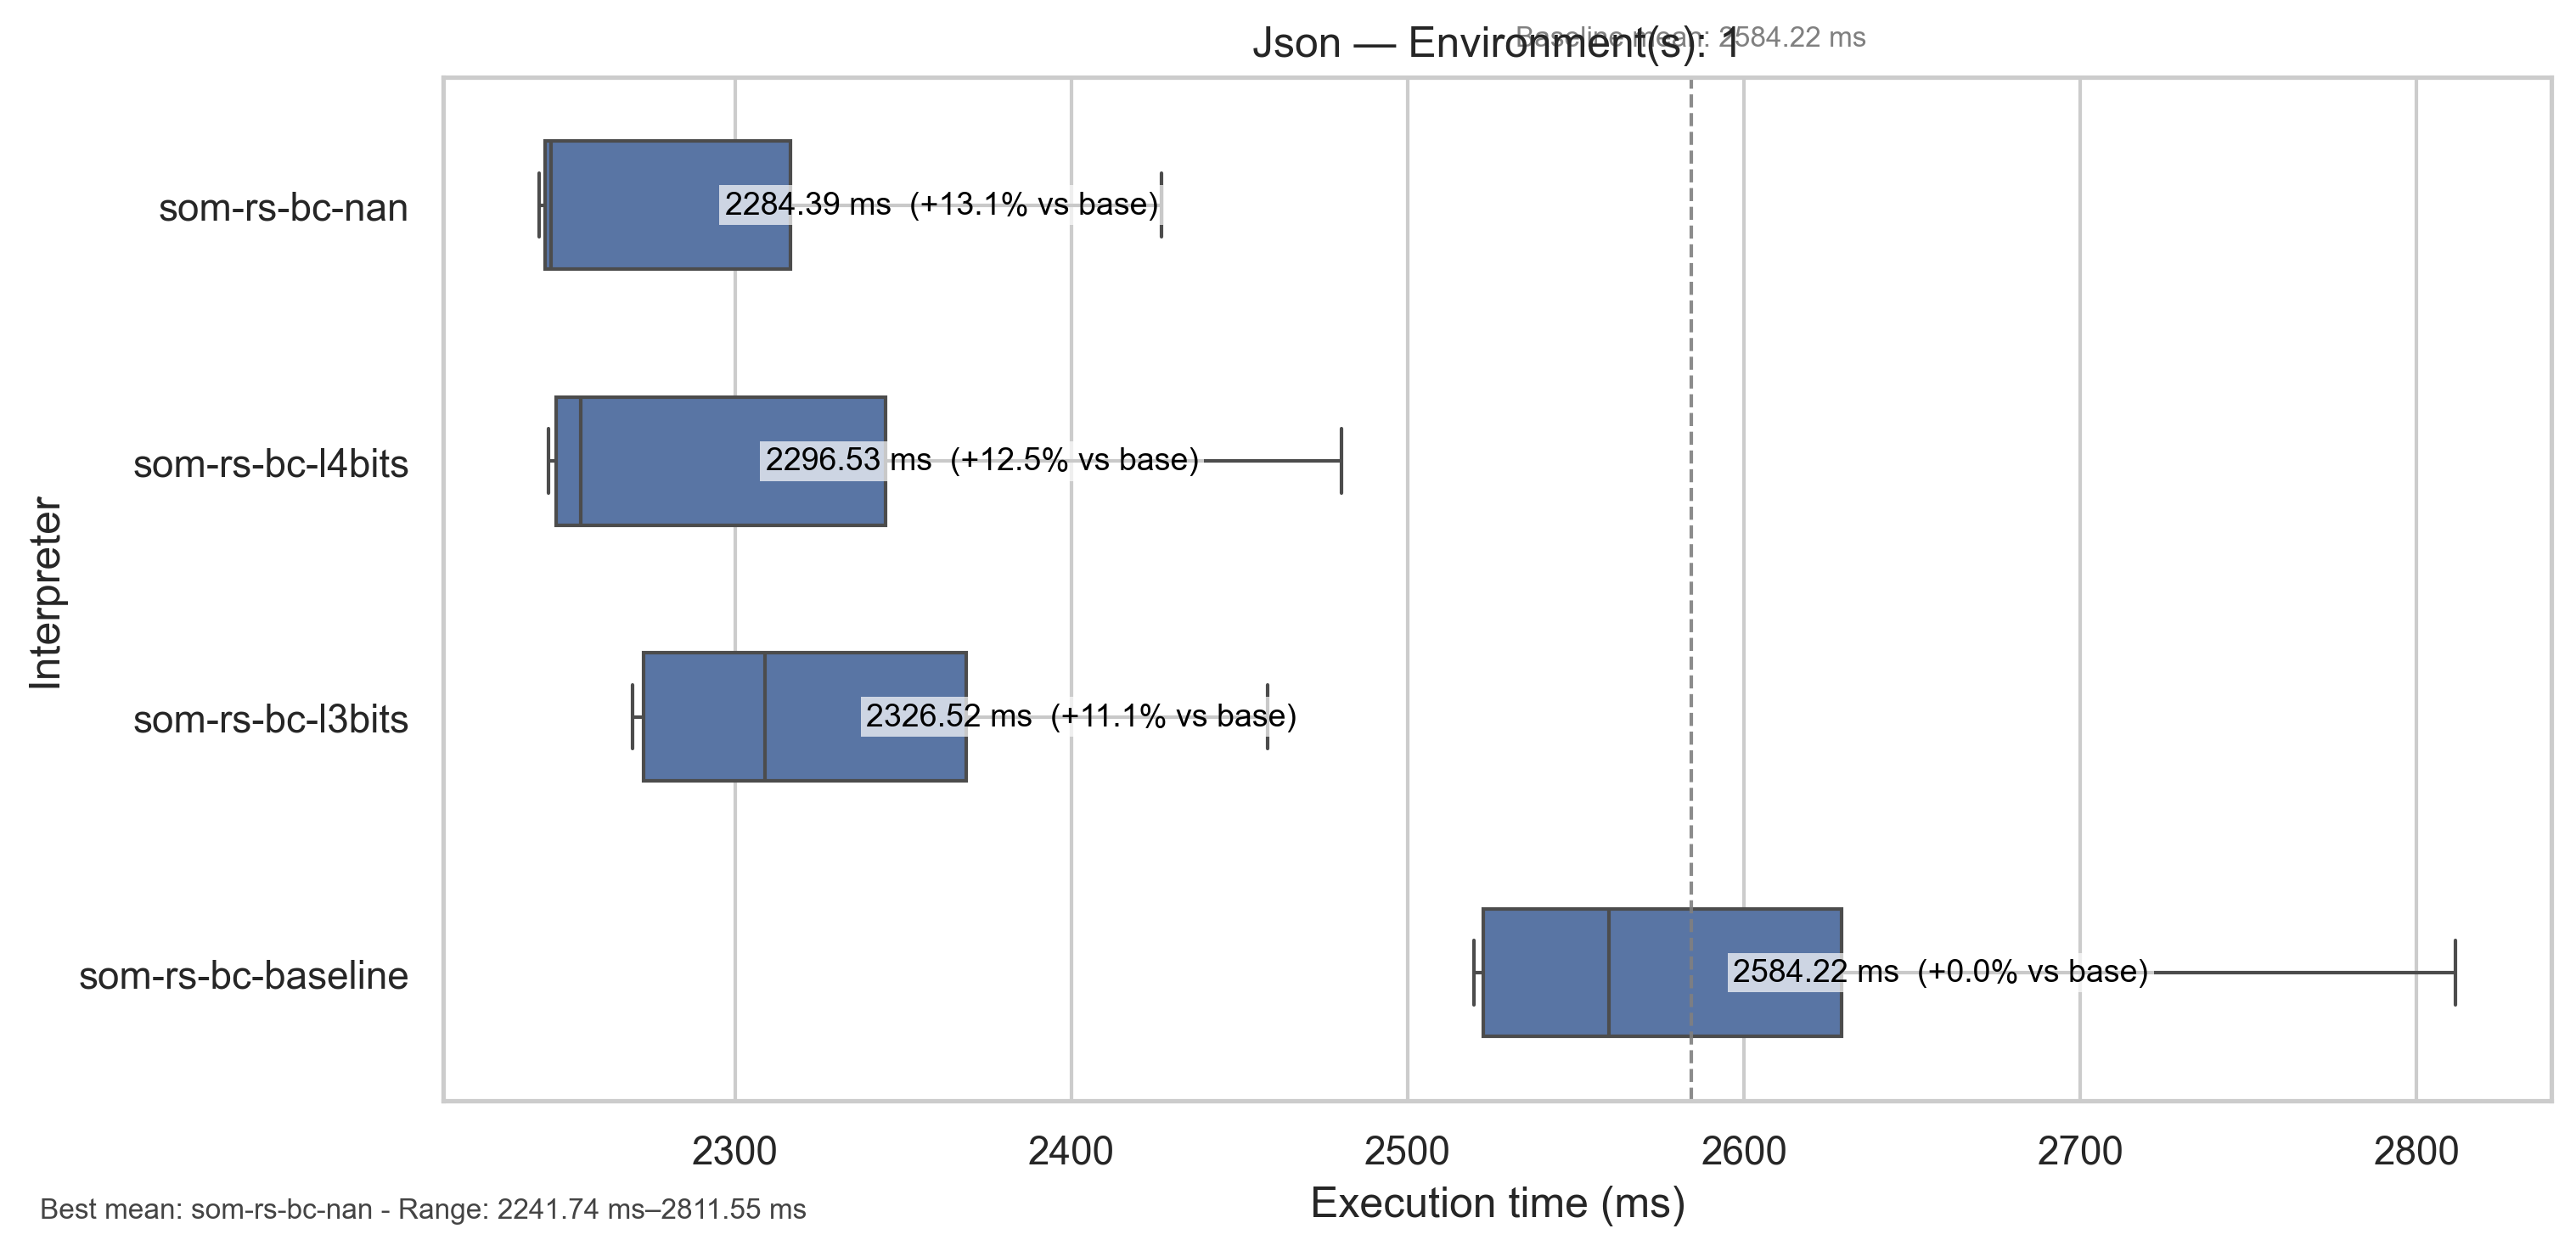 Baseline mean: 2584.22 ms
Json — Environment(s): 1
som-rs-bc-nan
2284.39 ms (+13.1% vs base)
som-rs-bc-l4bits
2296.53 ms (+12.5% vs base)
som-rs-bc-l3bits
2326.52 ms (+11.1% vs base)
som-rs-bc-baseline
2584.22 ms (+0.0% vs base)
Interpreter
2300 2400 2500 2600 2700 2800
Execution time (ms)
Best mean: som-rs-bc-nan - Range: 2241.74 ms–2811.55 ms